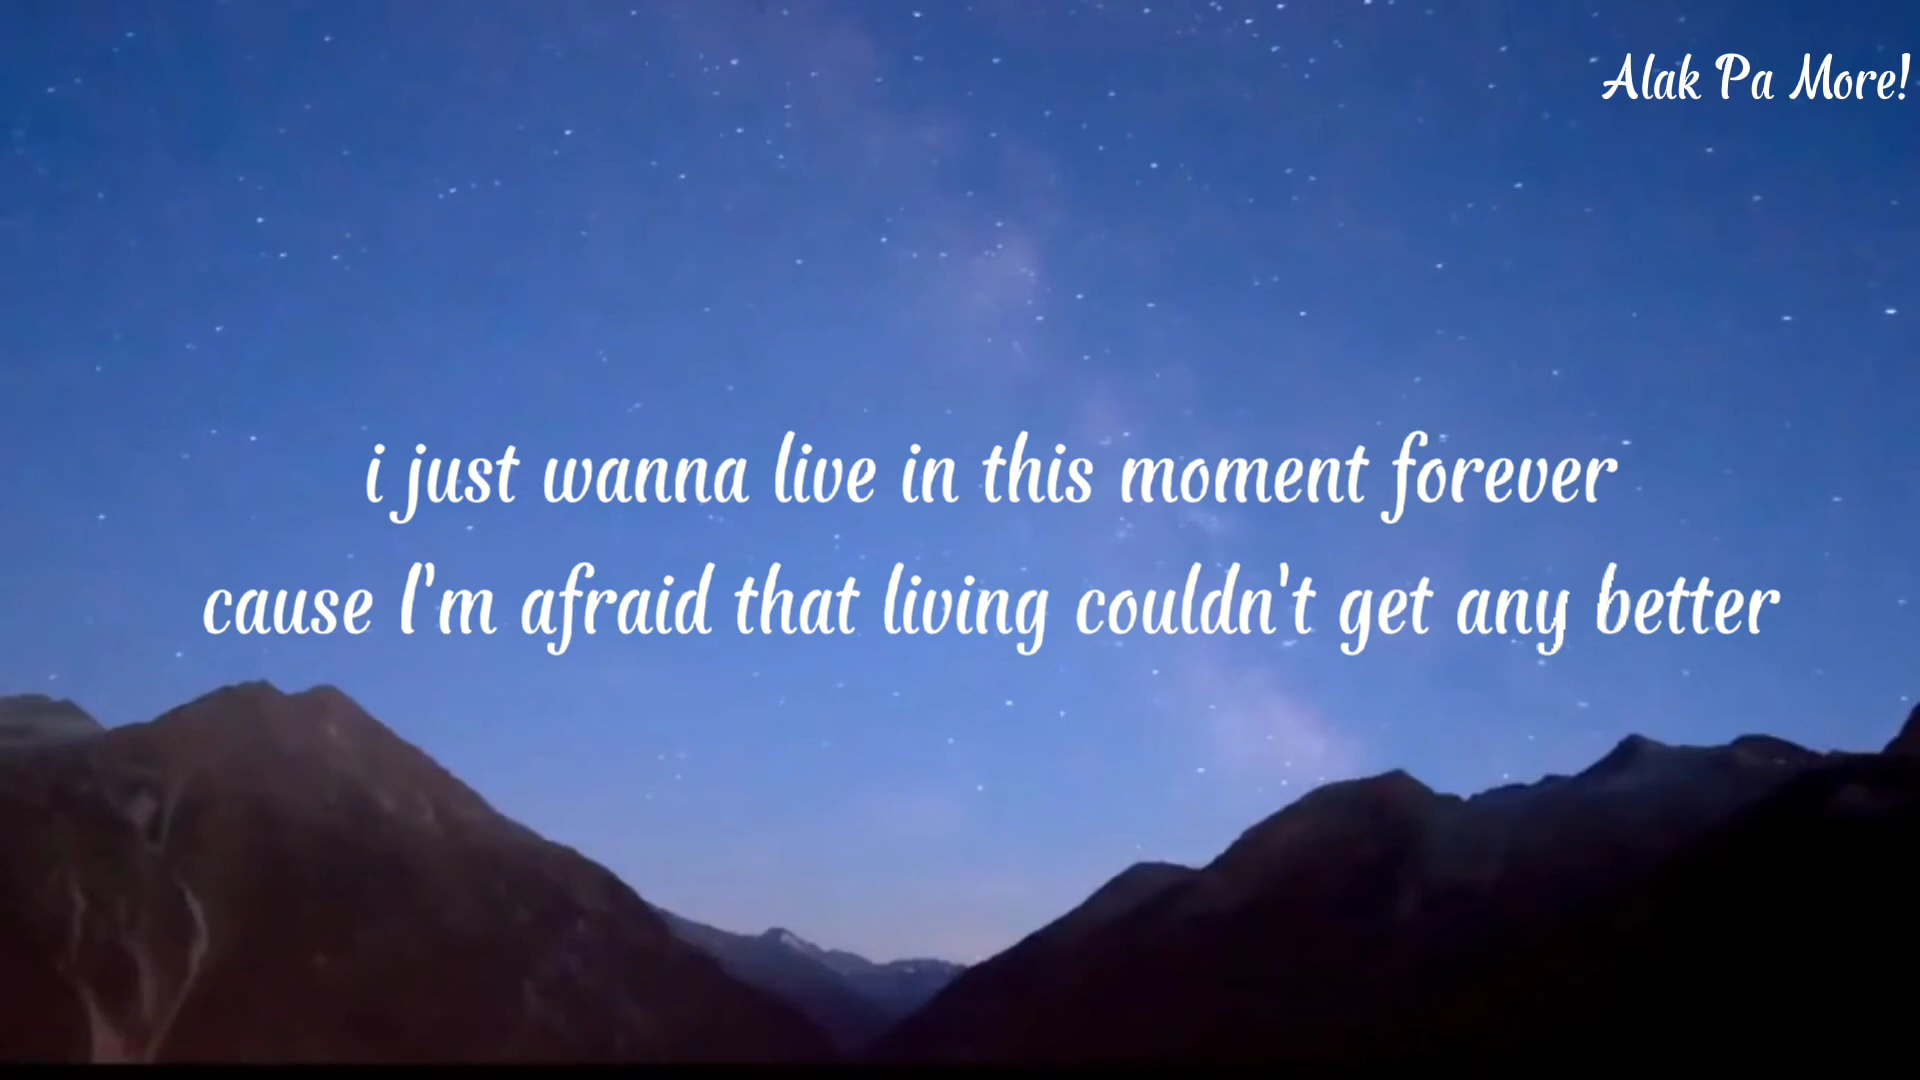 Alak Pa More!
i just wanna live in this moment forever
cause I'm afraid that living couldn't get any better